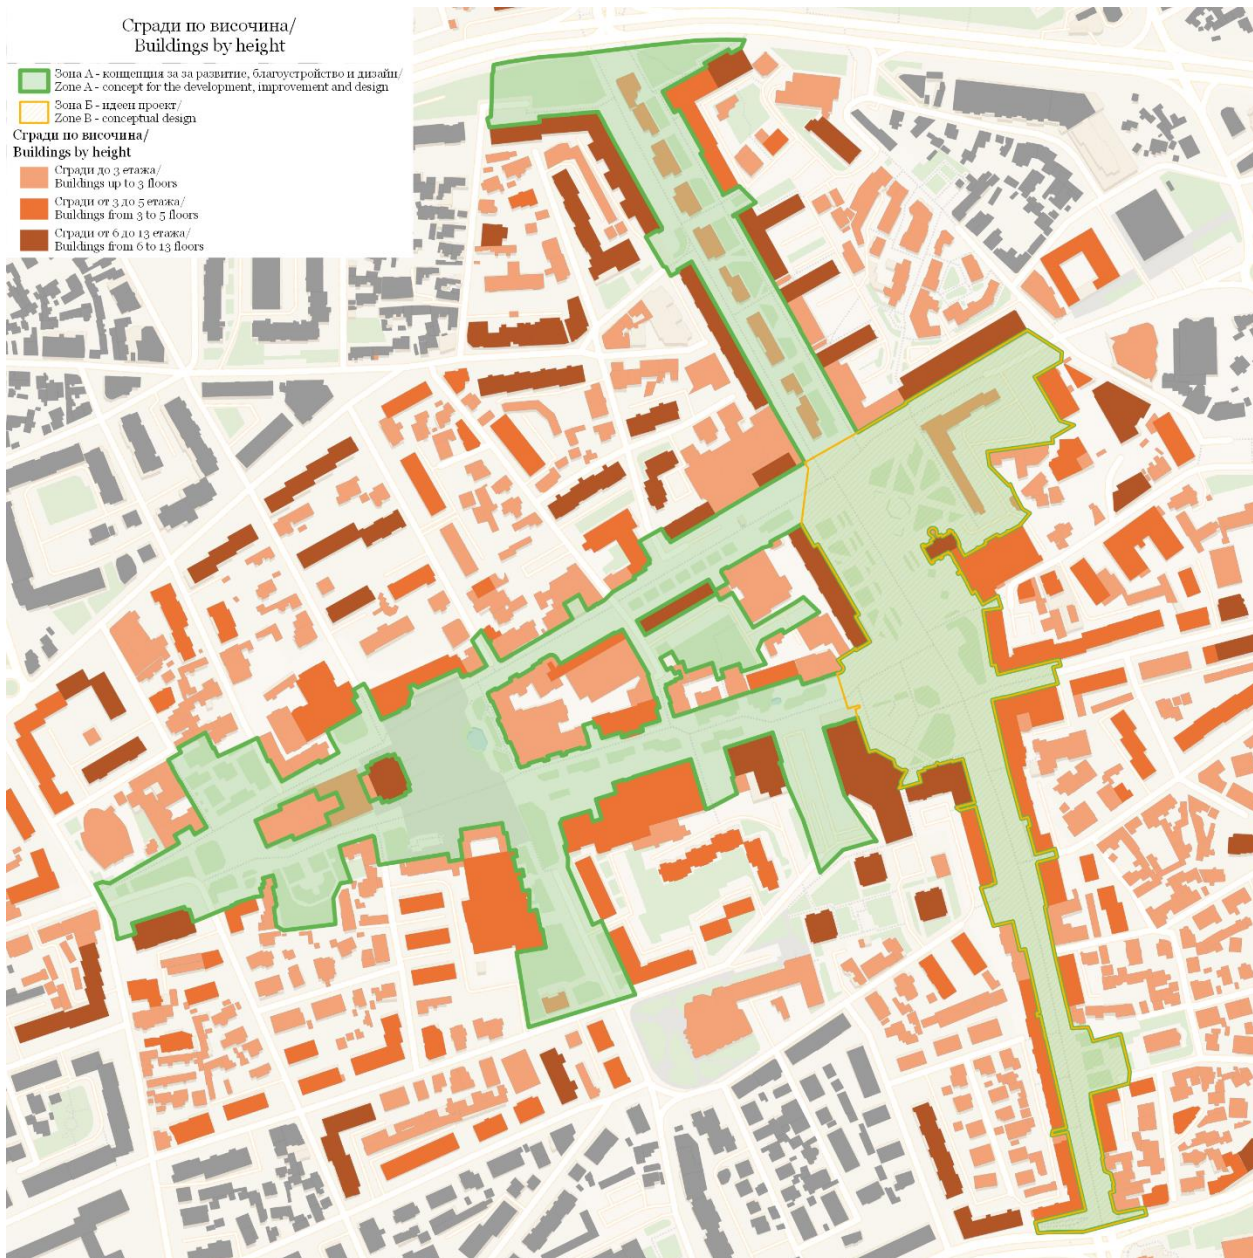 Сгради по височина/
Buildings by height
Зона А - концепция за за развитие, благоустройство и дизайн/
Zone A - concept for the development, improvement and design
Зона Б - идеен проект/
Zone B - conceptual design
Сгради по височина/
Buildings by height
Сгради до 3 етажа/
Buildings up to 3 floors
Сгради от 3 до 5 етажа/
Buildings from 3 to 5 floors
Сгради от 6 до 13 етажа/
Buildings from 6 to 13 floors